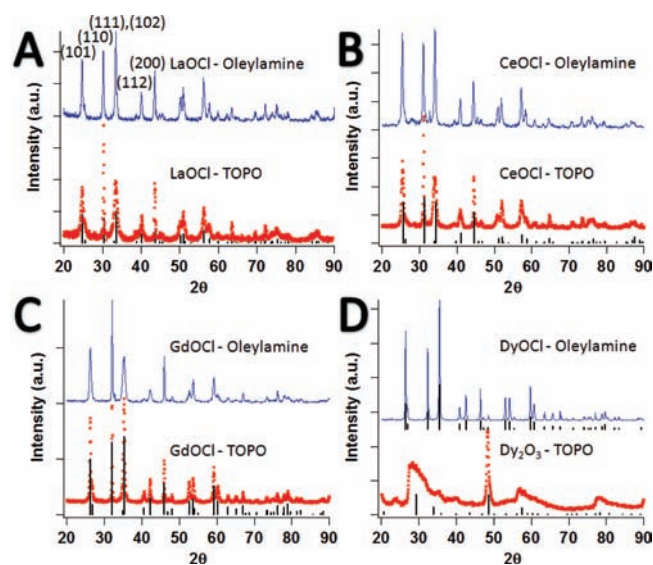 A
(111),(102)
(110)
(101)
(200)
(112)
LaOCl - Oleylamine
LaOCl - TOPO
Intensity (a.u.)
20 30 40 50 60 70 80 90
2θ
B
CeOCl - Oleylamine
CeOCl - TOPO
Intensity (a.u.)
20 30 40 50 60 70 80 90
2θ
C
GdOCl - Oleylamine
GdOCl - TOPO
Intensity (a.u.)
20 30 40 50 60 70 80 90
2θ
D
DyOCl - Oleylamine
Dy₂O₃ - TOPO
Intensity (a.u.)
20 30 40 50 60 70 80 90
2θ